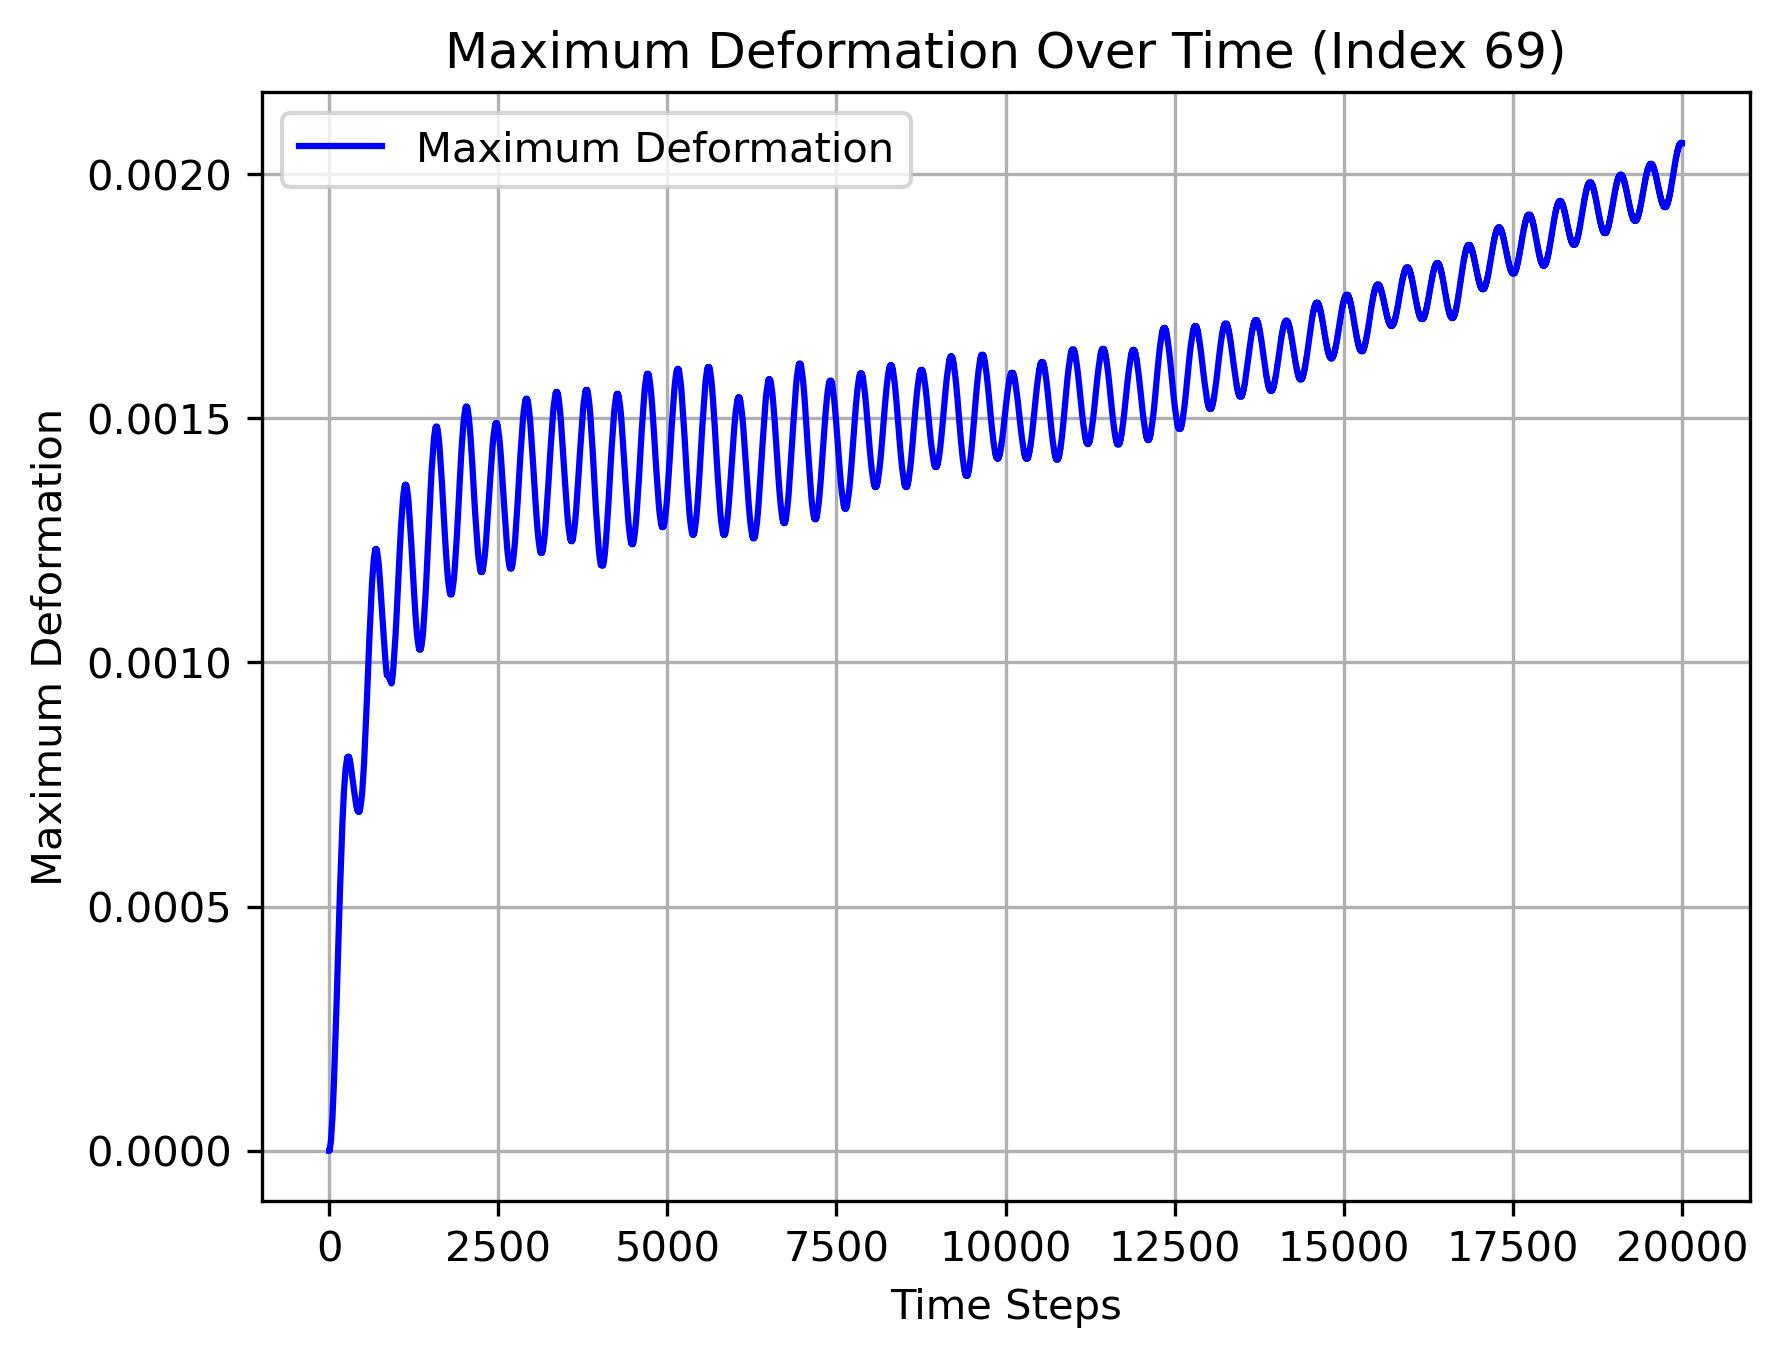 Maximum Deformation Over Time (Index 69)
Maximum Deformation
0.0020
0.0015
0.0010
0.0005
0.0000
Maximum Deformation
0 2500 5000 7500 10000 12500 15000 17500 20000
Time Steps